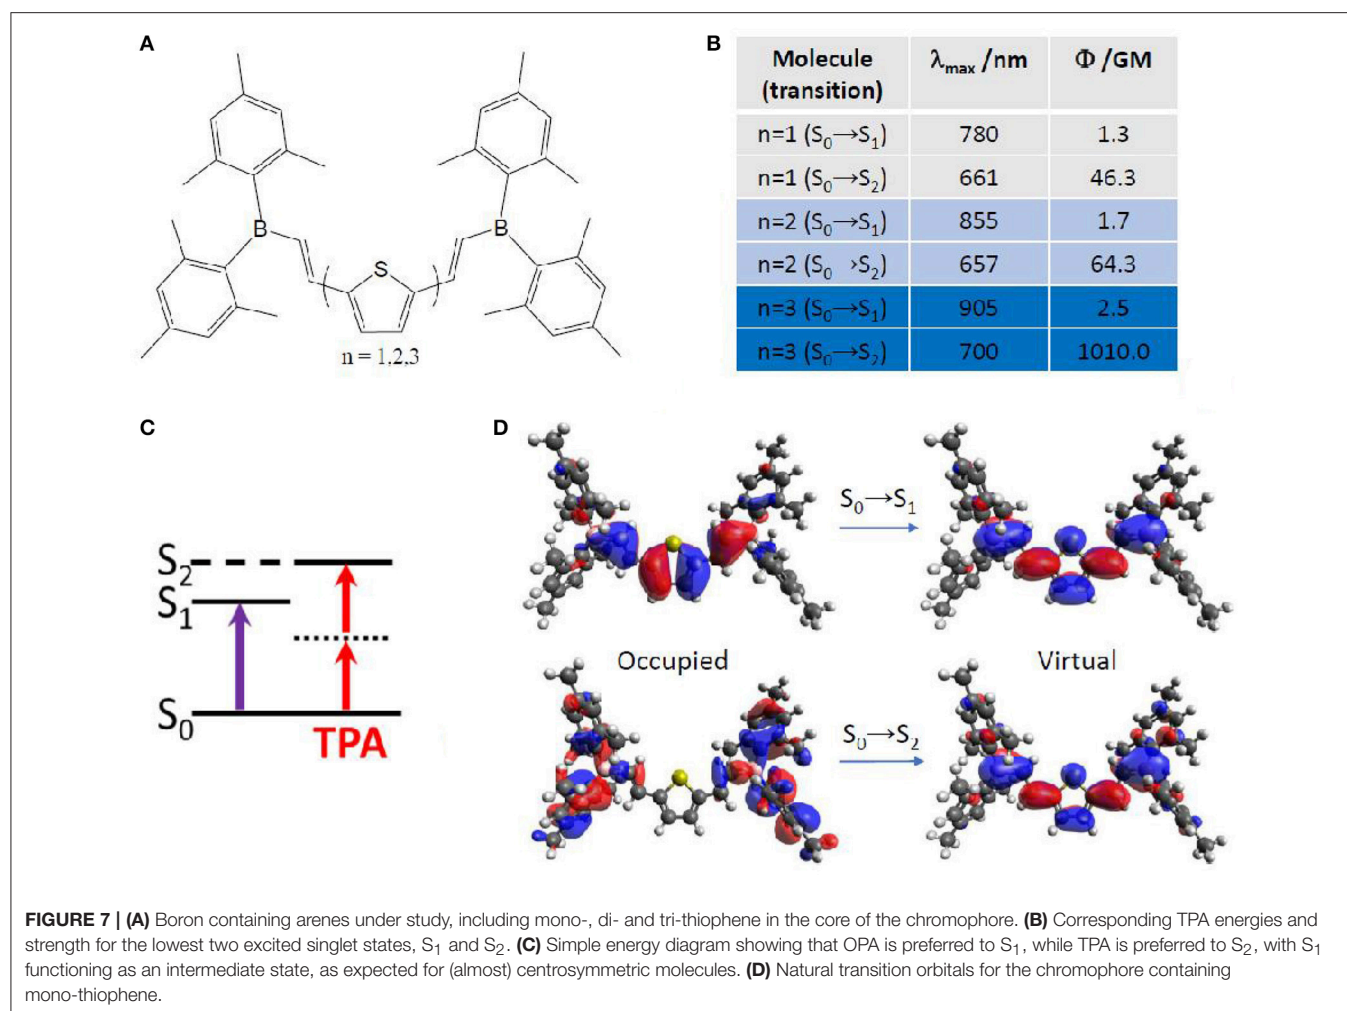 (A)
B
B
S
n = 1,2,3
(B)
Molecule (transition) λmax /nm Φ /GM
n=1 (S0→S1) 780 1.3
n=1 (S0→S2) 661 46.3
n=2 (S0→S1) 855 1.7
n=2 (S0→S2) 657 64.3
n=3 (S0→S1) 905 2.5
n=3 (S0→S2) 700 1010.0
(C)
S2
S1
S0
TPA
(D)
S0→S1
Occupied
Virtual
S0→S2
FIGURE 7 | (A) Boron containing arenes under study, including mono-, di- and tri-thiophene in the core of the chromophore. (B) Corresponding TPA energies and
strength for the lowest two excited singlet states, S1 and S2. (C) Simple energy diagram showing that OPA is preferred to S1, while TPA is preferred to S2, with S1
functioning as an intermediate state, as expected for (almost) centrosymmetric molecules. (D) Natural transition orbitals for the chromophore containing
mono-thiophene.